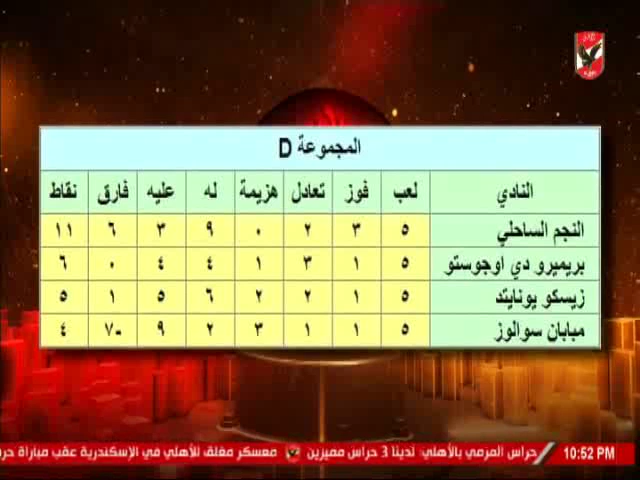 المجموعة D
النادي لعب فوز تعادل هزيمة له عليه فارق نقاط
النجم الساحلي ٥ ٣ ٢ ٠ ٩ ٣ ٦ ١١
بريميرو دي اوجوستو ٥ ١ ٣ ١ ٤ ٤ ٠ ٦
زيسكو يونايتد ٥ ١ ٢ ٢ ٦ ٥ ١ ٥
مبابان سوالوز ٥ ١ ١ ٣ ٢ ٩ ٧- ٤
10:52 PM حراس المرمي بالأهلي: لدينا 3 حراس مميزين معسكر مغلق للأهلي في الإسكندرية عقب مباراة حر